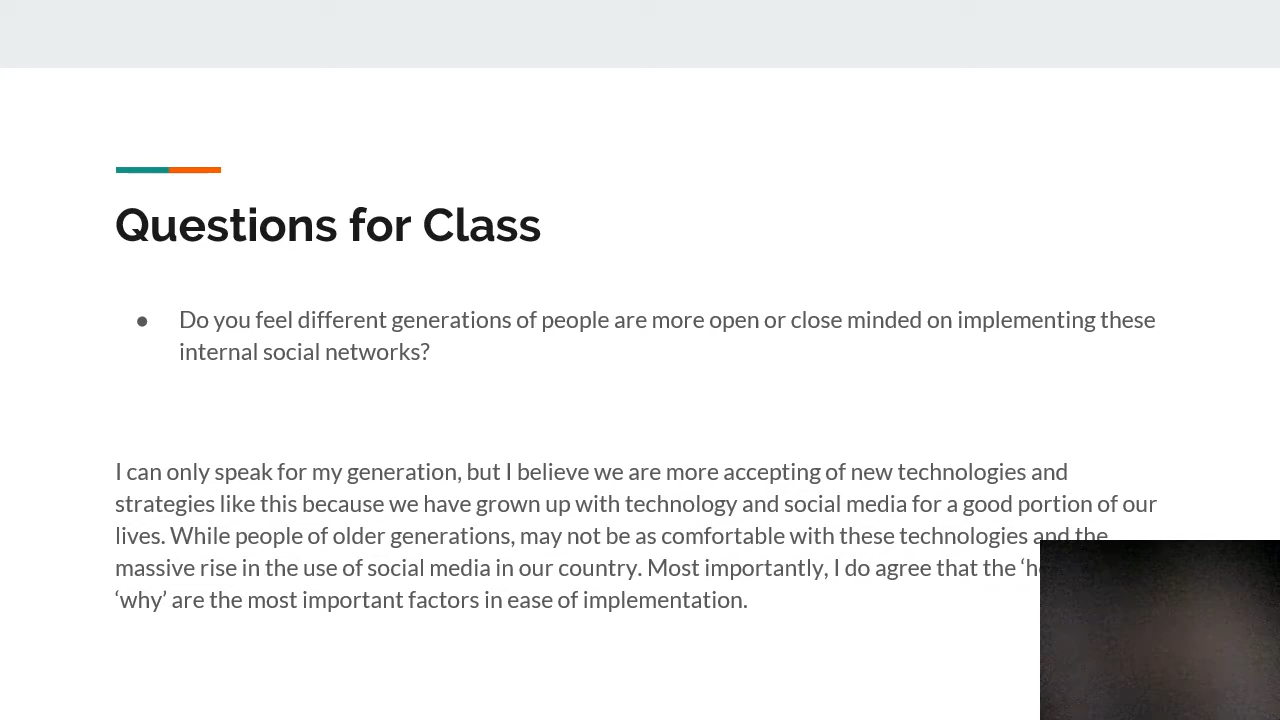 Questions for Class
● Do you feel different generations of people are more open or close minded on implementing these
internal social networks?
I can only speak for my generation, but I believe we are more accepting of new technologies and
strategies like this because we have grown up with technology and social media for a good portion of our
lives. While people of older generations, may not be as comfortable with these technologies and the
massive rise in the use of social media in our country. Most importantly, I do agree that the
‘why’ are the most important factors in ease of implementation.